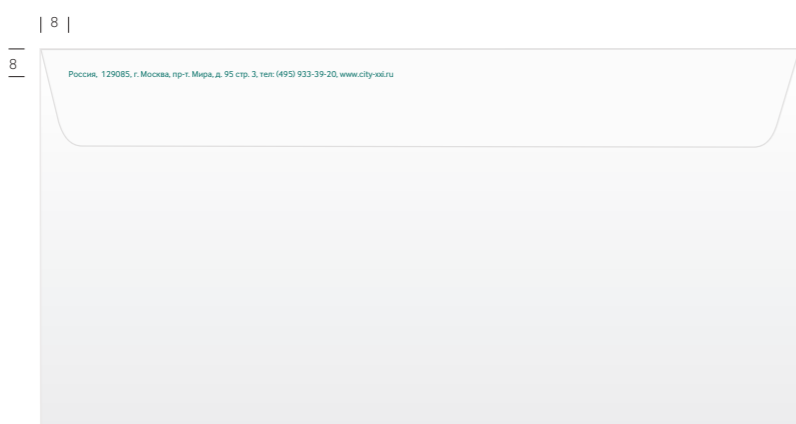 8
8
Россия, 129085, г. Москва, пр-т. Мира, д. 95 стр. 3, тел: (495) 933-39-20, www.city-xxi.ru